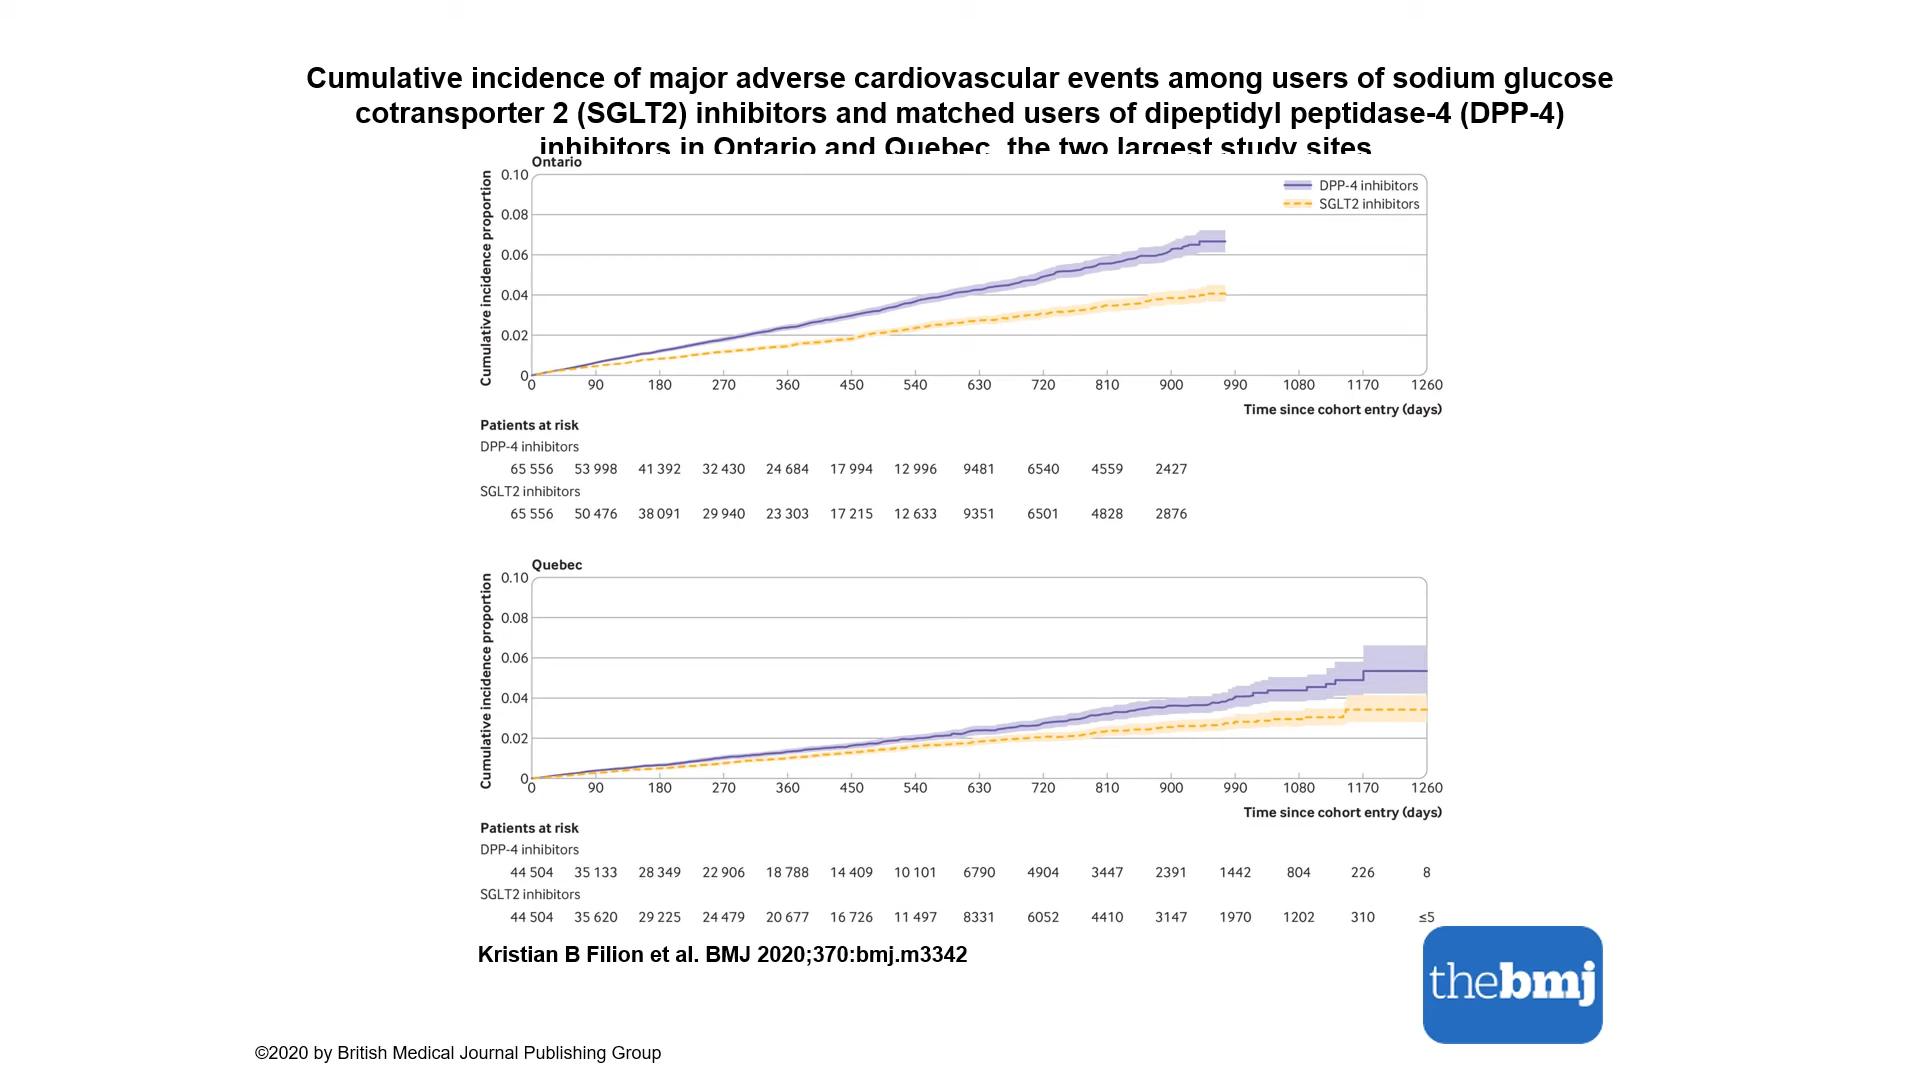 Cumulative incidence of major adverse cardiovascular events among users of sodium glucose
cotransporter 2 (SGLT2) inhibitors and matched users of dipeptidyl peptidase-4 (DPP-4)
inhibitors in Ontario and Quebec, the two largest study sites
Ontario
Cumulative incidence proportion
0.10
0.08
0.06
0.04
0.02
0
DPP-4 inhibitors
SGLT2 inhibitors
0 90 180 270 360 450 540 630 720 810 900 990 1080 1170 1260
Time since cohort entry (days)
Patients at risk
DPP-4 inhibitors
65 556 53 998 41 392 32 430 24 684 17 994 12 996 9481 6540 4559 2427
SGLT2 inhibitors
65 556 50 476 38 091 29 940 23 303 17 215 12 633 9351 6501 4828 2876
Quebec
Cumulative incidence proportion
0.10
0.08
0.06
0.04
0.02
0
0 90 180 270 360 450 540 630 720 810 900 990 1080 1170 1260
Time since cohort entry (days)
Patients at risk
DPP-4 inhibitors
44 504 35 133 28 349 22 906 18 788 14 409 10 101 6790 4904 3447 2391 1442 804 226 8
SGLT2 inhibitors
44 504 35 620 29 225 24 479 20 677 16 726 11 497 8331 6052 4410 3147 1970 1202 310 ≤5
Kristian B Filion et al. BMJ 2020;370:bmj.m3342
thebmj
©2020 by British Medical Journal Publishing Group